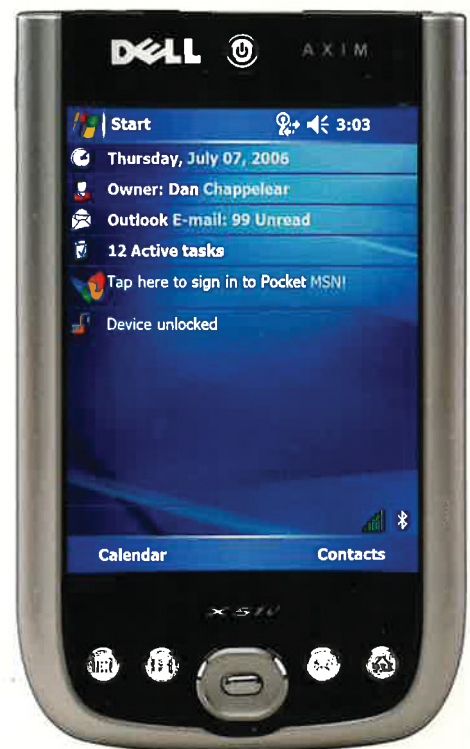 DELL
AXIM
Start 3:03
Thursday, July 07, 2006
Owner: Dan Chappelear
Outlook E-mail: 99 Unread
12 Active tasks
Tap here to sign in to Pocket MSN!
Device unlocked
Calendar Contacts
X51v